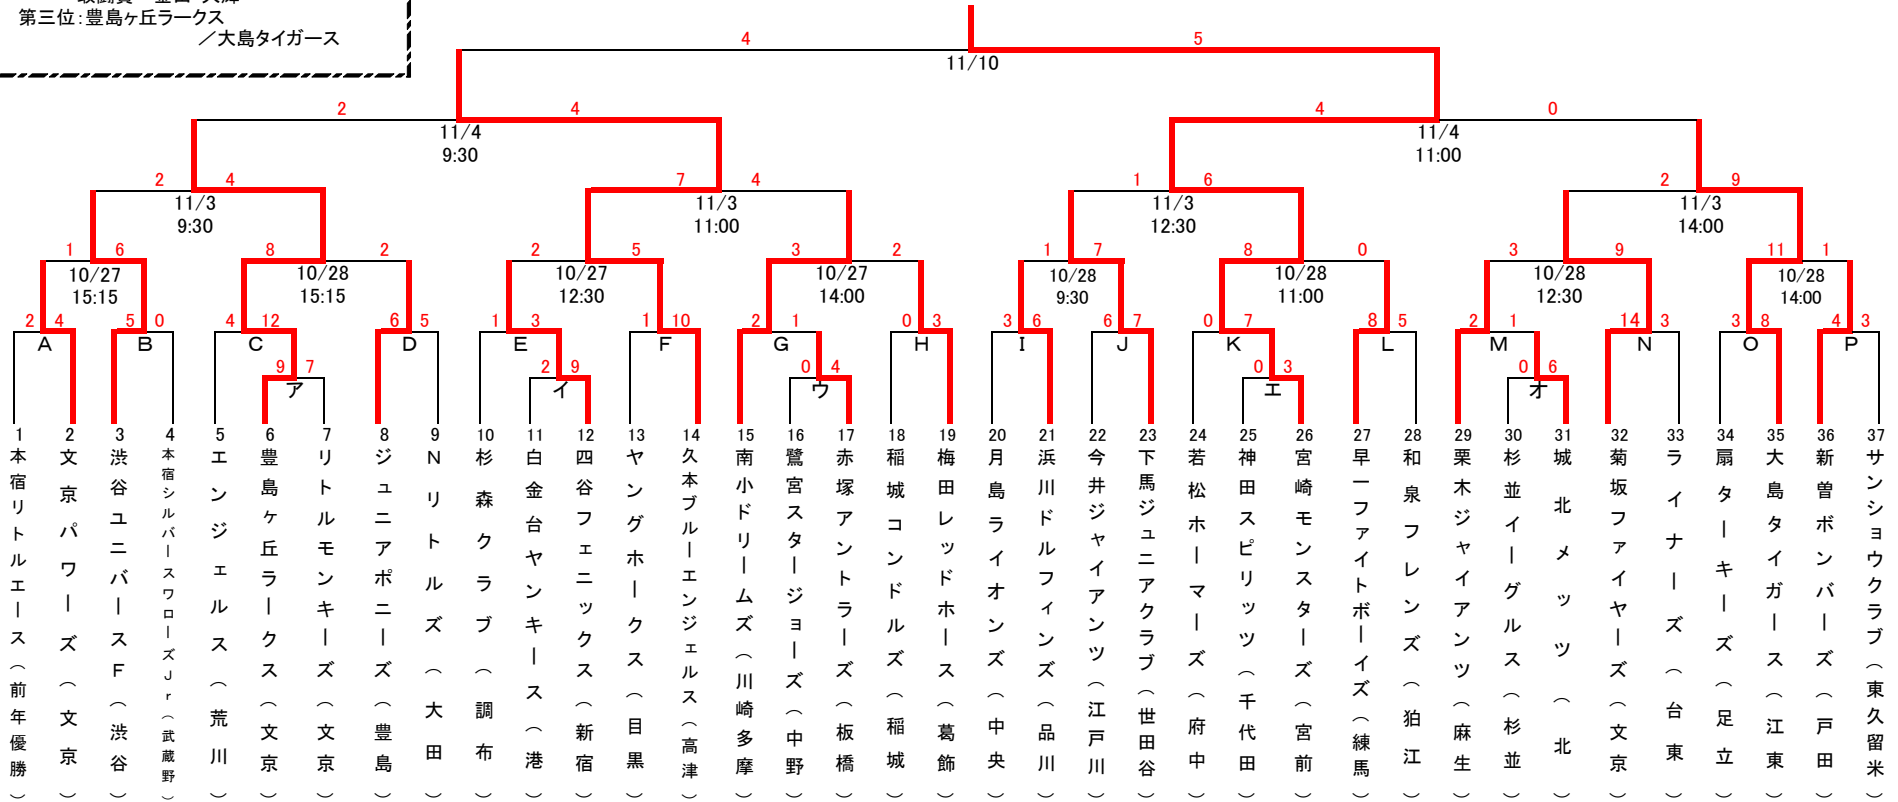 第三位：豊島ヶ丘ラークス
／大島タイガース
4 5
11/10
2 4 4 0
11/4 11/4
9:30 11:00
2 4 7 4 1 6 2 9
11/3 11/3 11/3 11/3
9:30 11:00 12:30 14:00
1 6 8 2 2 5 3 2 1 7 8 0 3 9 11 1
10/27 10/28 10/27 10/27 10/28 10/28 10/28 10/28
15:15 15:15 12:30 14:00 9:30 11:00 12:30 14:00
2 4 5 0 4 12 6 5 1 3 1 10 2 1 0 3 3 6 6 7 0 7 8 5 2 1 14 3 3 8 4 3
A B C D E F G H I J K L M N O P
9 7 2 9 0 4 0 3 0 6
ア イ ウ エ オ
1 本宿リトルエース（前年優勝）
2 文京パワーズ（文京）
3 渋谷ユニバースF（渋谷）
4 本宿シルバースワローズJr（武蔵野）
5 エンジェルス（荒川）
6 豊島ヶ丘ラークス（文京）
7 リトルモンキーズ（文京）
8 ジュニアポニーズ（豊島）
9 Nリトルズ（大田）
10 杉森クラブ（調布）
11 白金台ヤンキース（港）
12 四谷フェニックス（新宿）
13 ヤングホークス（目黒）
14 久本ブルーエンジェルス（高津）
15 南小ドリームズ（川崎多摩）
16 鷺宮スタージョーズ（中野）
17 赤塚アントラーズ（板橋）
18 稲城コンドルズ（稲城）
19 梅田レッドホース（葛飾）
20 月島ライオンズ（中央）
21 浜川ドルフィンズ（品川）
22 今井ジャイアンツ（江戸川）
23 下馬ジュニアクラブ（世田谷）
24 若松ホーマーズ（府中）
25 神田スピリッツ（千代田）
26 宮崎モンスターズ（宮前）
27 早一ファイトボーイズ（練馬）
28 和泉フレンズ（狛江）
29 栗木ジャイアンツ（麻生）
30 杉並イーグルス（杉並）
31 城北メッツ（北）
32 菊坂ファイヤーズ（文京）
33 ライナーズ（台東）
34 扇ターキーズ（足立）
35 大島タイガース（江東）
36 新曽ボンバーズ（戸田）
37 サンショウクラブ（東久留米）